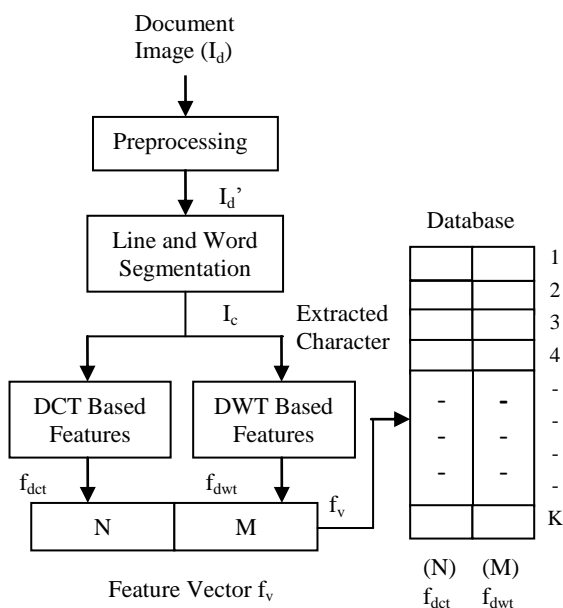 Document
Image (I_d)
Preprocessing
I_d’
Line and Word
Segmentation
I_c
Extracted
Character
DCT Based
Features
DWT Based
Features
f_dct
f_dwt
f_v
N
M
Feature Vector f_v
Database
1
2
3
4
- - -
- - -
- - -
-
K
(N) (M)
f_dct f_dwt